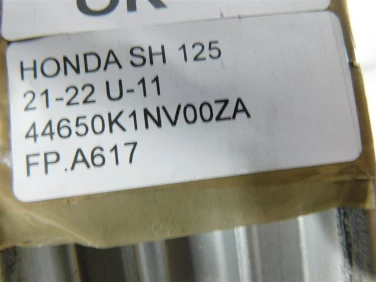 HONDA SH 125
21-22 U-11
44650K1NV00ZA
FP.A617